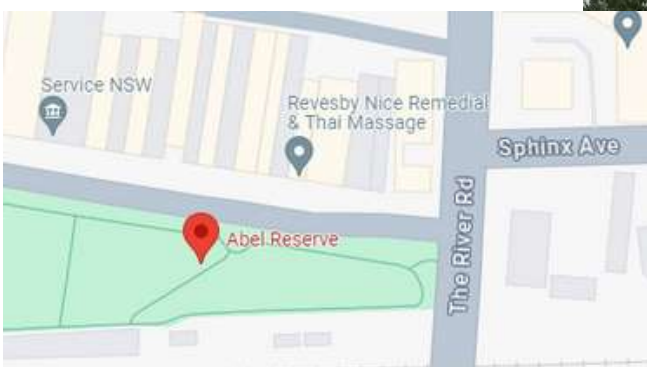 Service NSW
Revesby Nice Remedial
& Thai Massage
Sphinx Ave
Abel Reserve
The River Rd